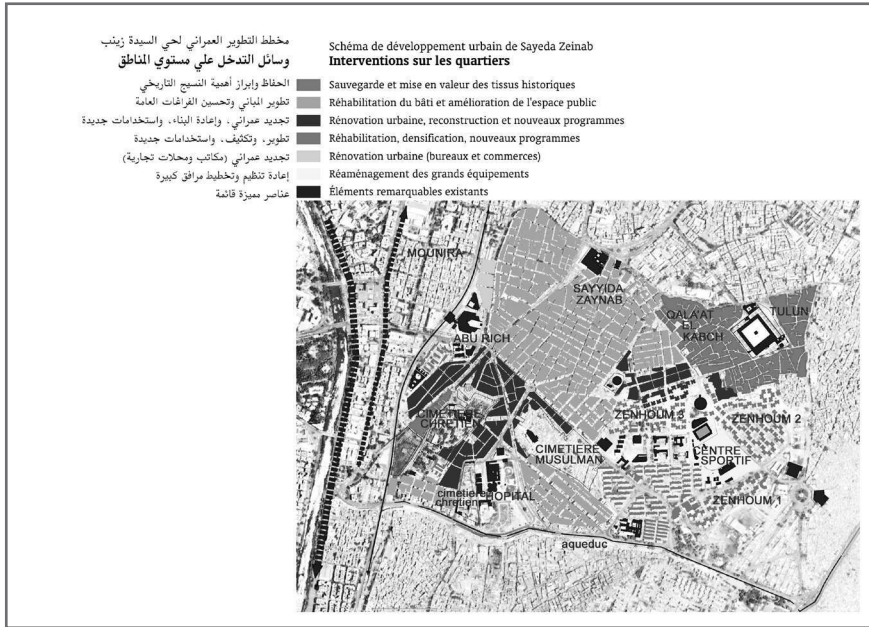 مخطط التطوير العمراني لحي السيدة زينب
وسائل التدخل علي مستوي المناطق
الحفاظ وإبراز أهمية النسيج التاريخي
تطوير المباني وتحسين الفراغات العامة
تجديد عمراني، وإعادة البناء، واستخدامات جديدة
تطوير، وتكثيف، واستخدامات جديدة
تجديد عمراني (مكاتب ومحلات تجارية)
إعادة تنظيم وتخطيط مرافق كبيرة
عناصر مميزة قائمة
Schéma de développement urbain de Sayeda Zeinab
Interventions sur les quartiers
Sauvegarde et mise en valeur des tissus historiques
Réhabilitation du bâti et amélioration de l'espace public
Rénovation urbaine, reconstruction et nouveaux programmes
Réhabilitation, densification, nouveaux programmes
Rénovation urbaine (bureaux et commerces)
Réaménagement des grands équipements
Éléments remarquables existants
MOUNIRA
SAYYIDA
ZAYNAB
QALA'AT
EL
KABCH
TULUN
ABU RICH
CIMETIERE
CHRETIEN
ZENHOUM 3
ZENHOUM 2
CIMETIERE
MUSULMAN
CENTRE
SPORTIF
cimetière
chrétien
HOPITAL
ZENHOUM 1
aqueduc